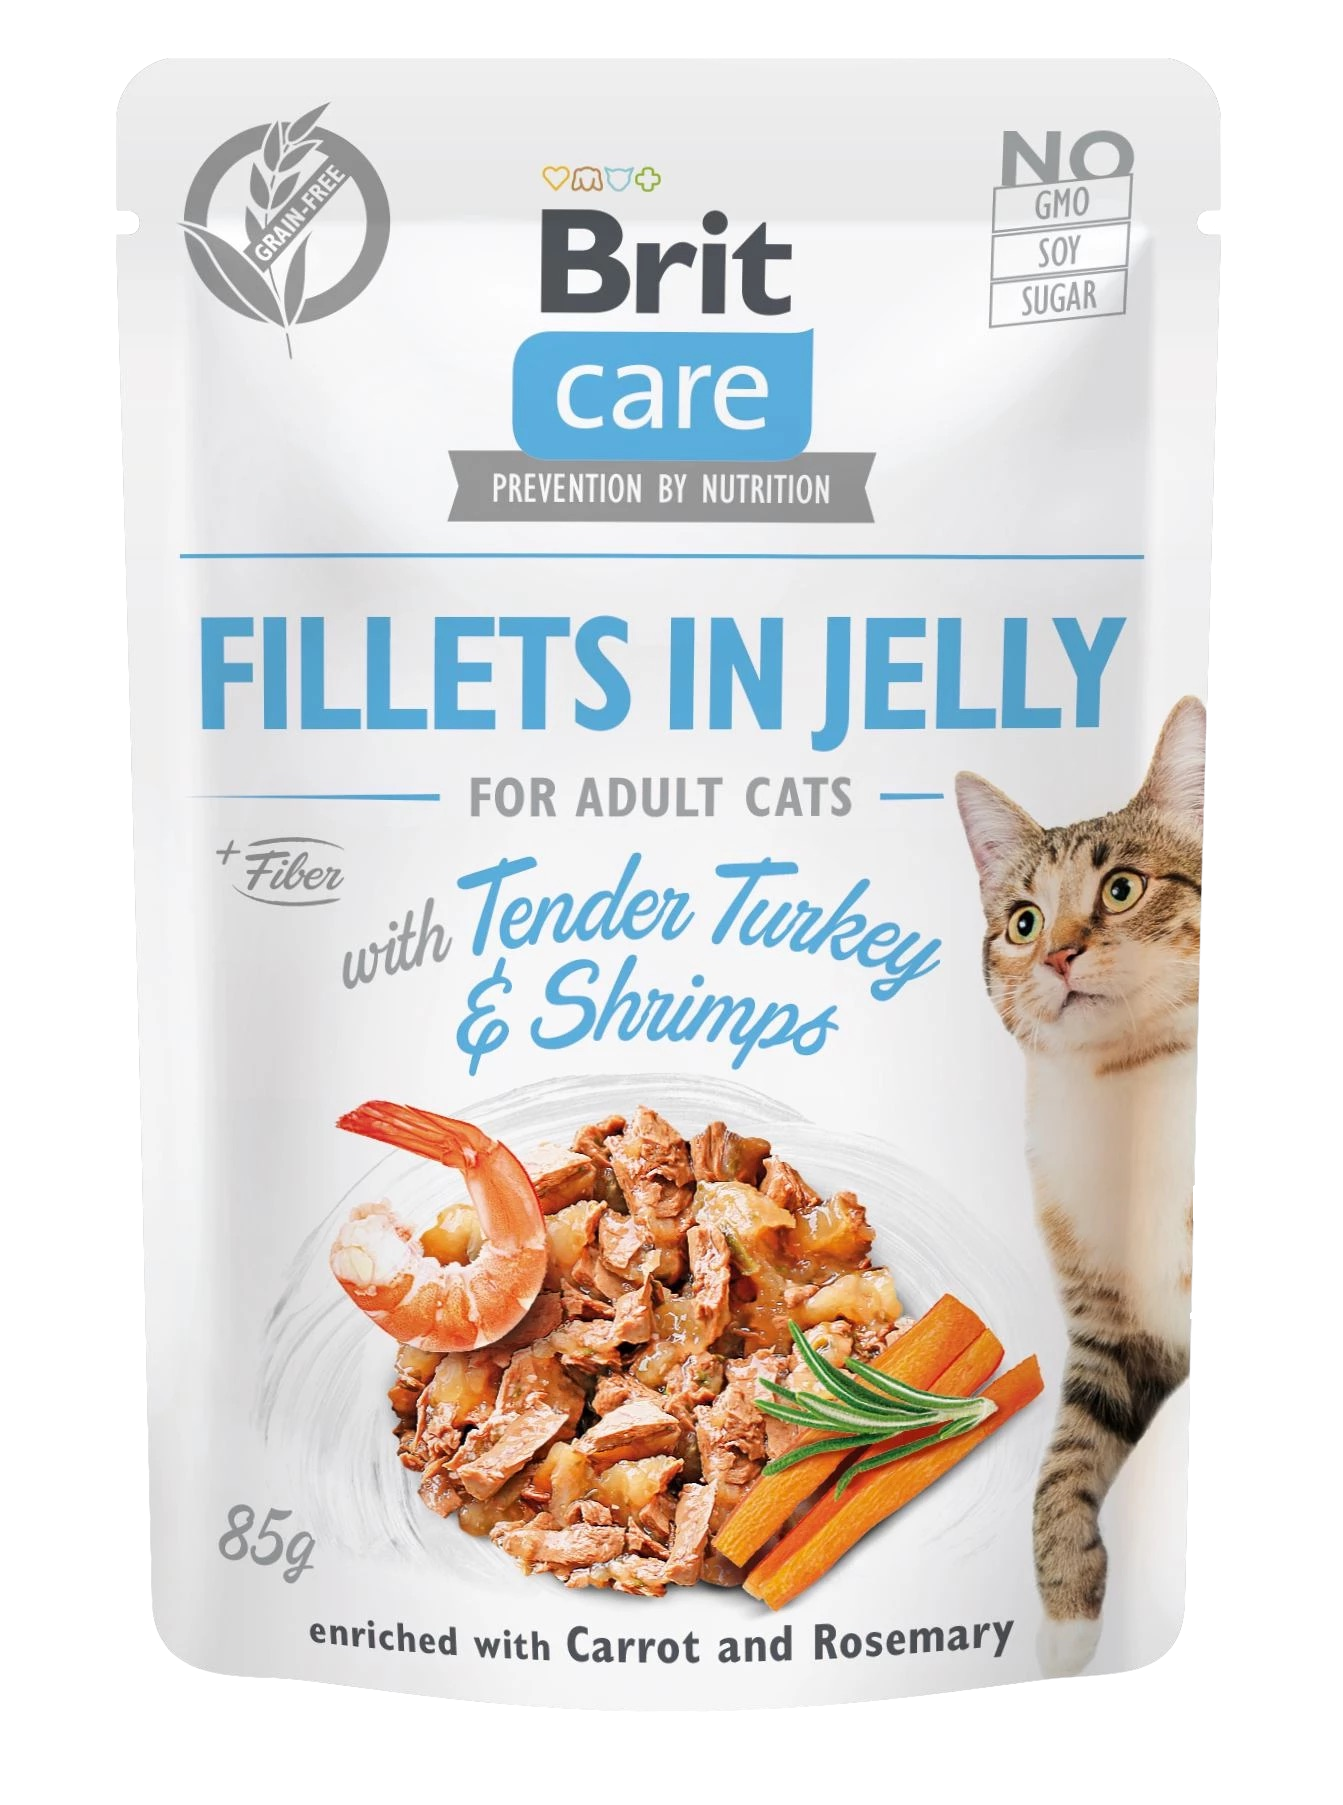 GRAIN-FREE
NO
GMO
SOY
SUGAR
Brit
care
PREVENTION BY NUTRITION
FILLETS IN JELLY
FOR ADULT CATS
+Fiber
with Tender Turkey
& Shrimps
85g
enriched with Carrot and Rosemary